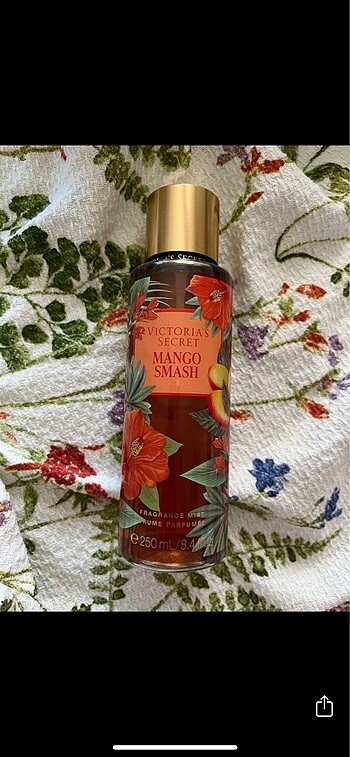 VICTORIA'S
SECRET
MANGO
SMASH
FRAGRANCE MIST
BRUME PARFUMÉE
℮ 250 mL/8.4